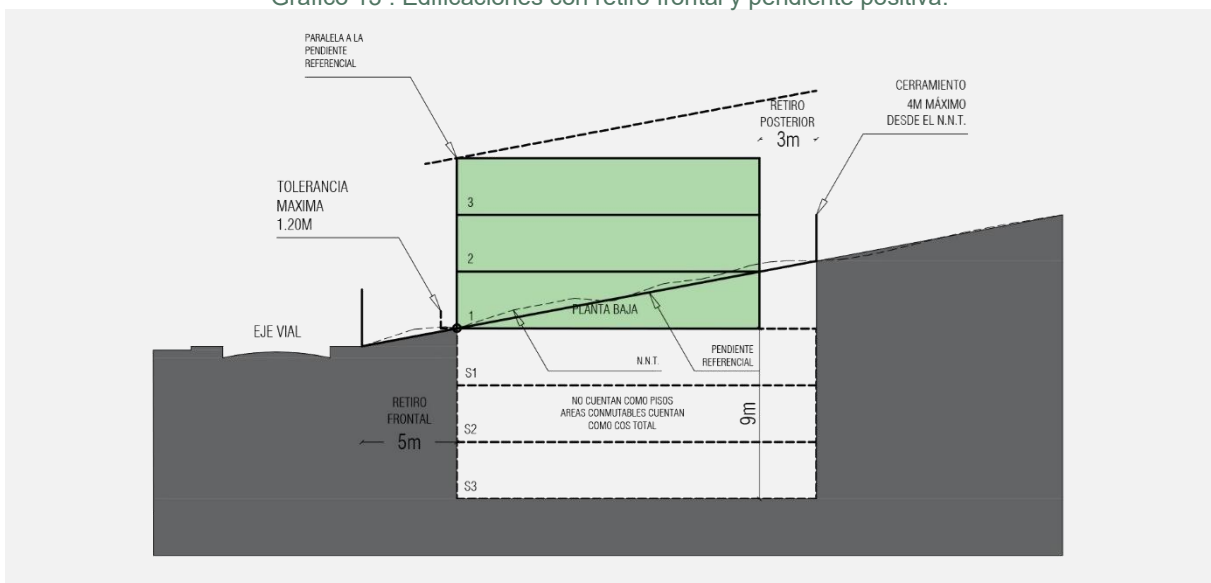 Gráfico 15 . Edificaciones con retiro frontal y pendiente positiva.
PARALELA A LA
PENDIENTE
REFERENCIAL
CERRAMIENTO
4M MÁXIMO
DESDE EL N.N.T.
RETIRO
POSTERIOR
3m
TOLERANCIA
MAXIMA
1.20M
3
2
1
PLANTA BAJA
EJE VIAL
N.N.T.
PENDIENTE
REFERENCIAL
S1
RETIRO
FRONTAL
5m
NO CUENTAN COMO PISOS
AREAS CONMUTABLES CUENTAN
COMO COS TOTAL
9m
S2
S3